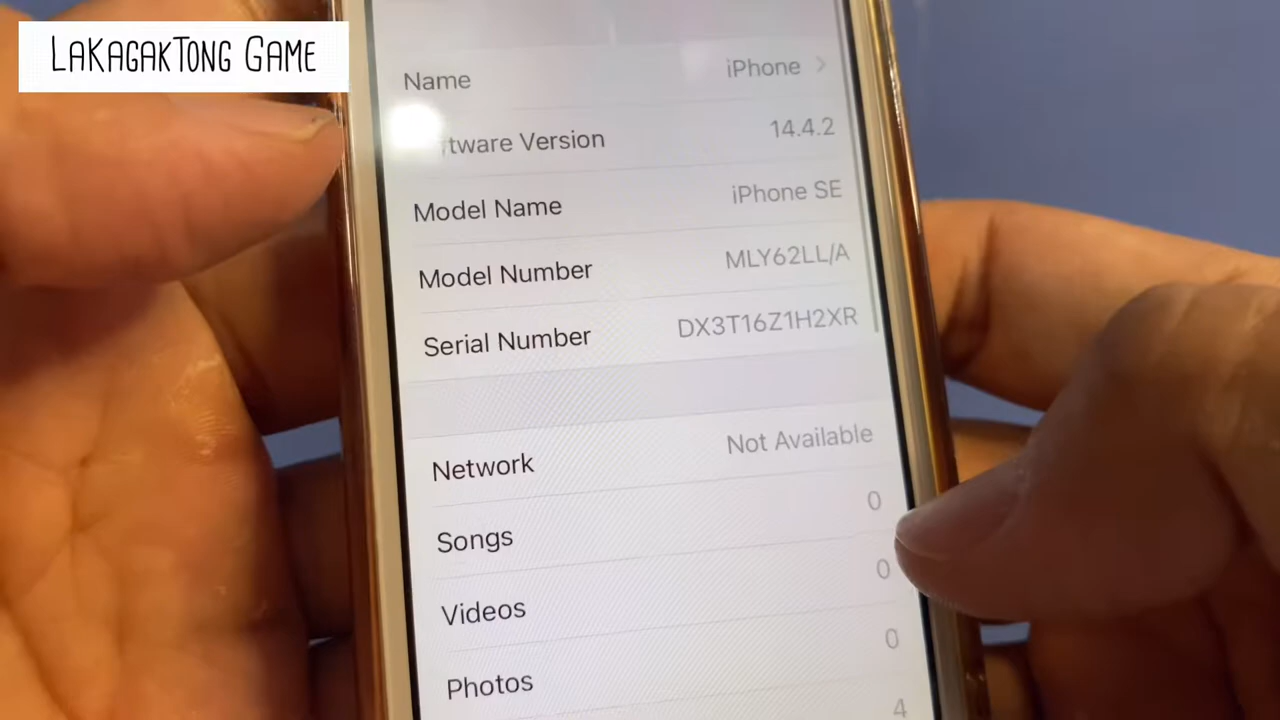 LAKAGAKTONG GAME
Name iPhone
tware Version 14.4.2
Model Name iPhone SE
Model Number MLY62LL/A
Serial Number DX3T16Z1H2XR
Network Not Available
Songs 0
Videos 0
Photos 0
4